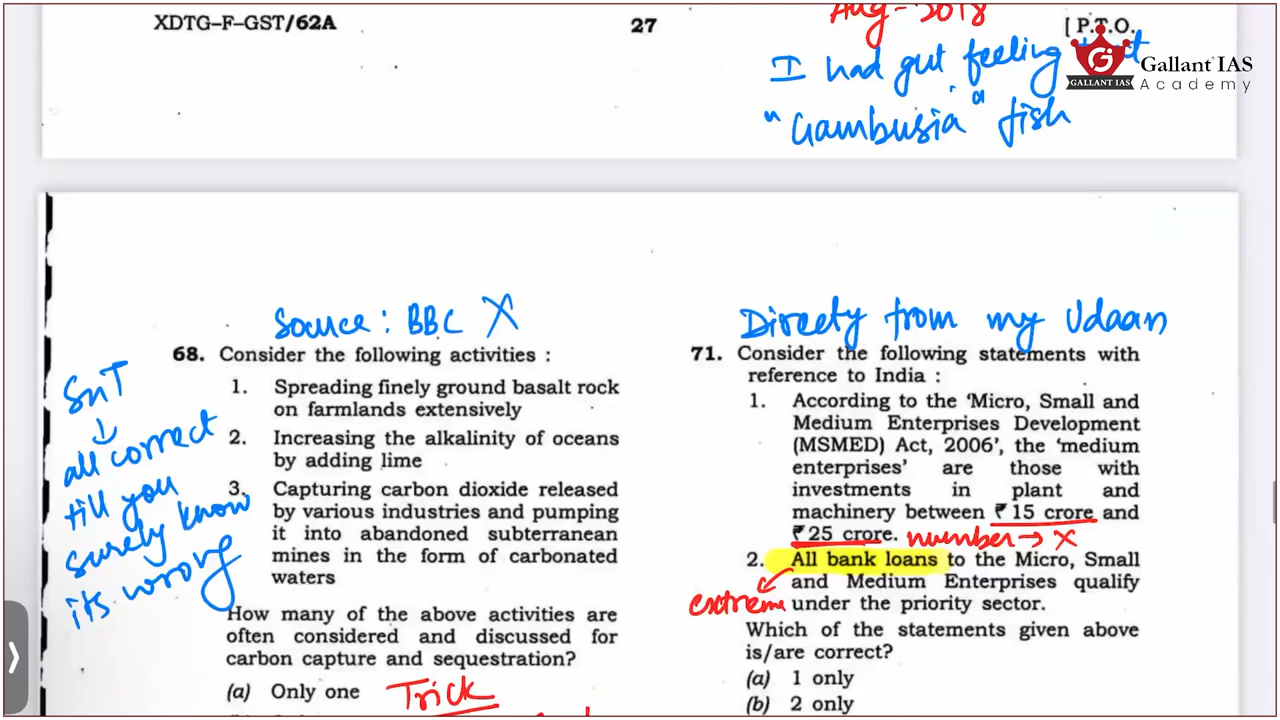 XDTG–F–GST/62A
27
[ P.T.O.
Aug - 2018
I had gut feeling
"Gambusia" fish
Gallant IAS
Academy
GALLANT IAS
Source : BBC X
68. Consider the following activities :
1. Spreading finely ground basalt rock
on farmlands extensively
2. Increasing the alkalinity of oceans
by adding lime
3. Capturing carbon dioxide released
by various industries and pumping
it into abandoned subterranean
mines in the form of carbonated
waters
How many of the above activities are
often considered and discussed for
carbon capture and sequestration?
(a) Only one
Trick
SnT
↓
all correct
till you
surely know
its wrong
Directy from my Udaan
71. Consider the following statements with
reference to India :
1. According to the 'Micro, Small and
Medium Enterprises Development
(MSMED) Act, 2006', the 'medium
enterprises' are those with
investments in plant and
machinery between ₹ 15 crore and
₹ 25 crore. number → X
2. All bank loans to the Micro, Small
and Medium Enterprises qualify
extreme under the priority sector.
Which of the statements given above
is/are correct?
(a) 1 only
(b) 2 only